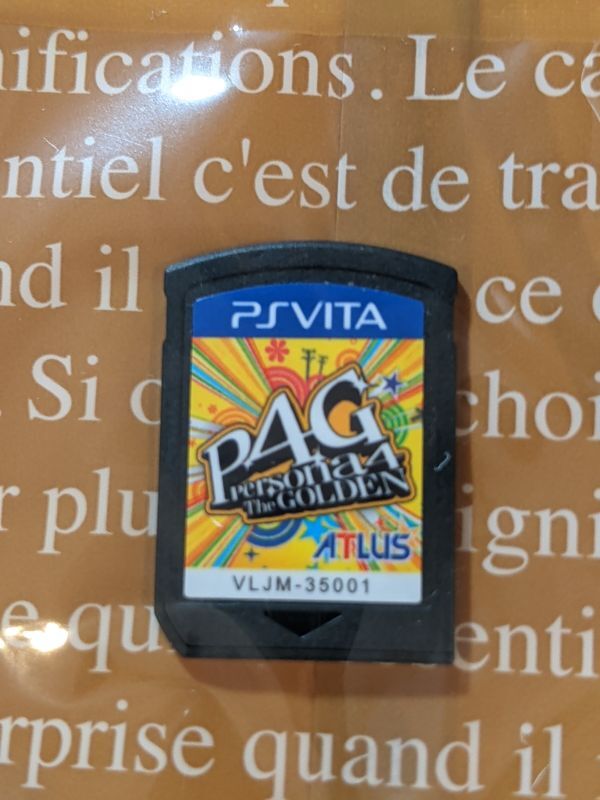 nifications. Le ca
ntiel c'est de tra
nd il
ce
. Si c
choi
r plu
igni
e qu
enti
rprise quand il
PSVITA
P4G
Persona4
The GOLDEN
ATLUS
VLJM-35001